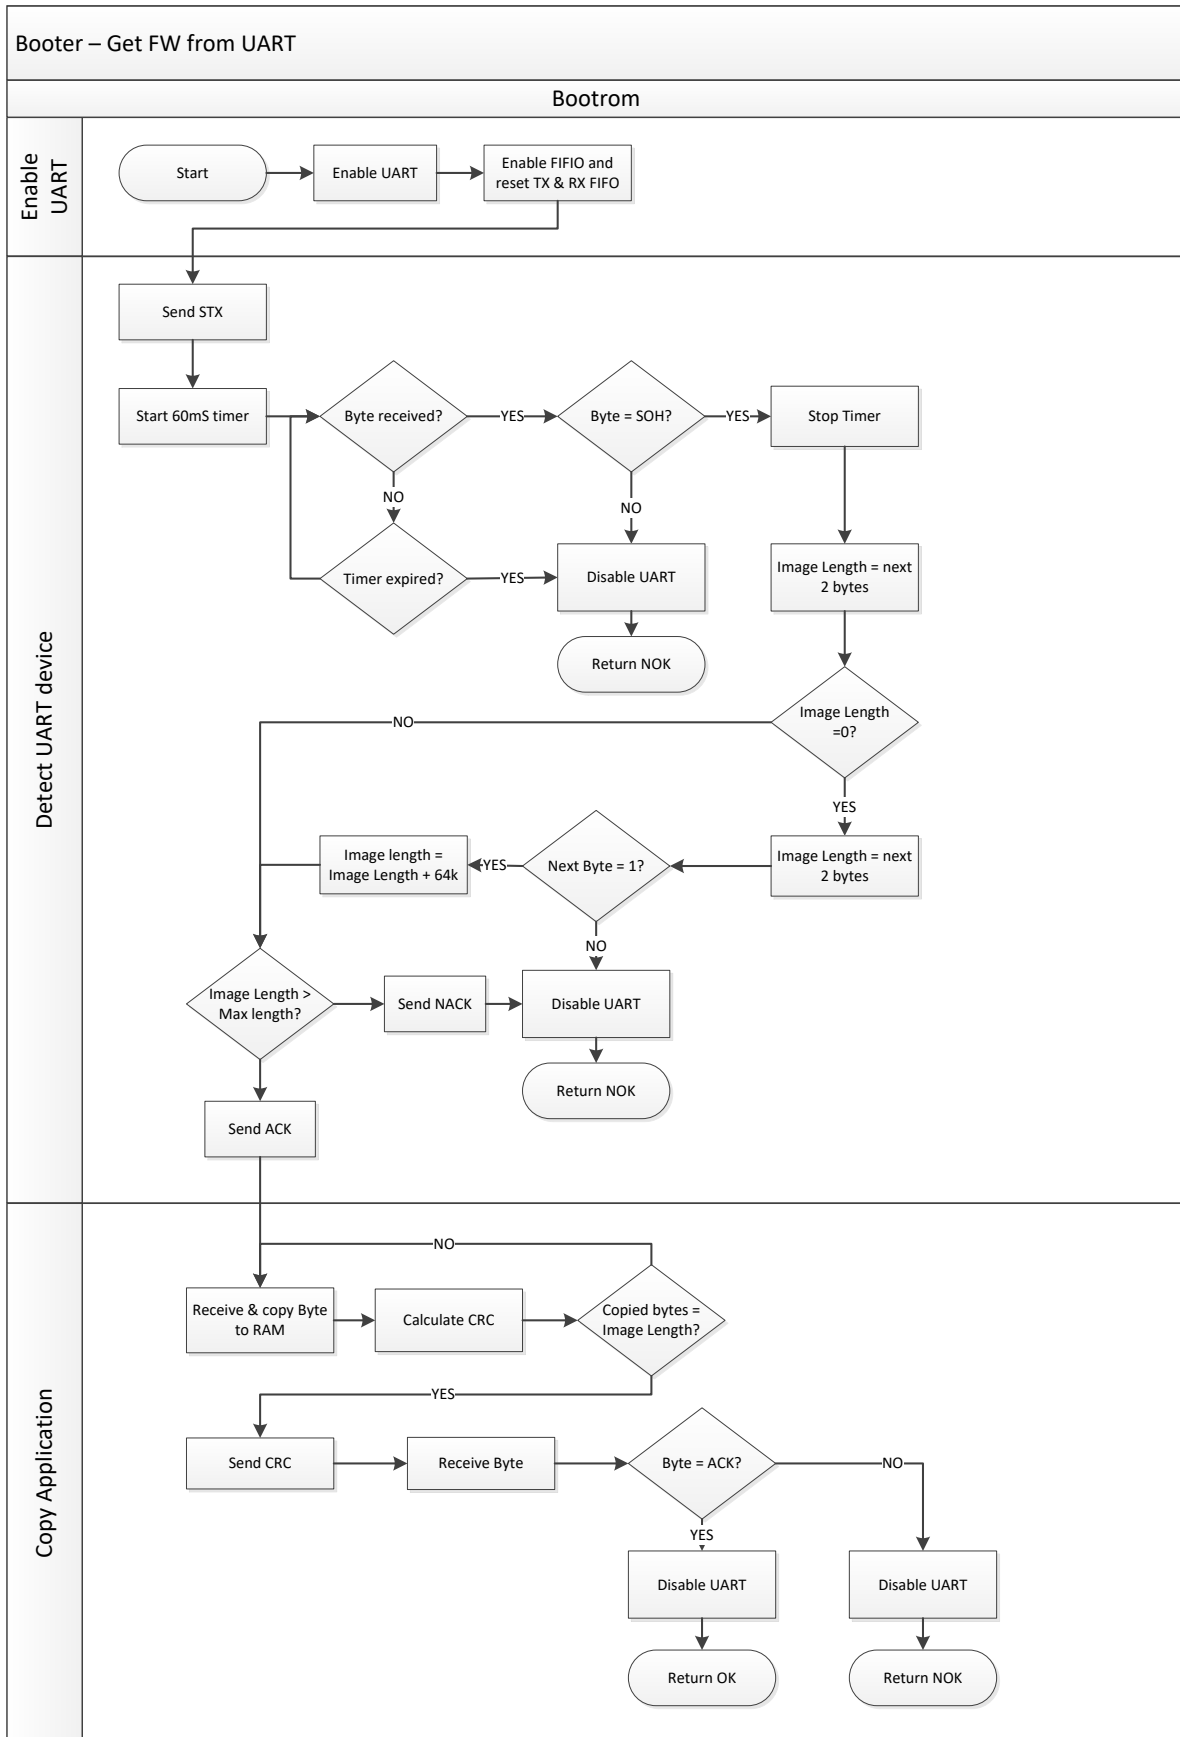 Booter – Get FW from UART
Bootrom
Enable
UART
Start
Enable UART
Enable FIFIO and
reset TX & RX FIFO
Detect UART device
Send STX
Start 60mS timer
Byte received?
YES
Byte = SOH?
YES
Stop Timer
NO
NO
Timer expired?
YES
Disable UART
Image Length = next
2 bytes
Return NOK
Image Length
=0?
NO
YES
Image Length = next
2 bytes
Next Byte = 1?
YES
Image length =
Image Length + 64k
NO
Image Length >
Max length?
Send NACK
Disable UART
Return NOK
Send ACK
Copy Application
NO
Receive & copy Byte
to RAM
Calculate CRC
Copied bytes =
Image Length?
YES
Send CRC
Receive Byte
Byte = ACK?
NO
YES
Disable UART
Disable UART
Return OK
Return NOK